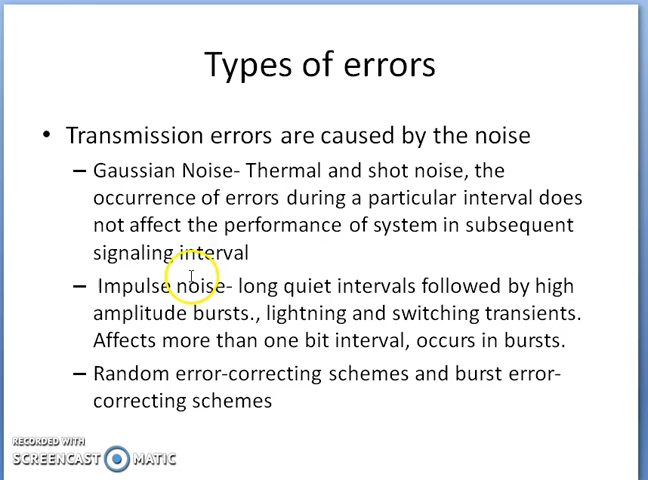 Types of errors
• Transmission errors are caused by the noise
– Gaussian Noise- Thermal and shot noise, the
occurrence of errors during a particular interval does
not affect the performance of system in subsequent
signaling interval
– Impulse noise- long quiet intervals followed by high
amplitude bursts., lightning and switching transients.
Affects more than one bit interval, occurs in bursts.
– Random error-correcting schemes and burst error-
correcting schemes
RECORDED WITH
SCREENCAST MATIC